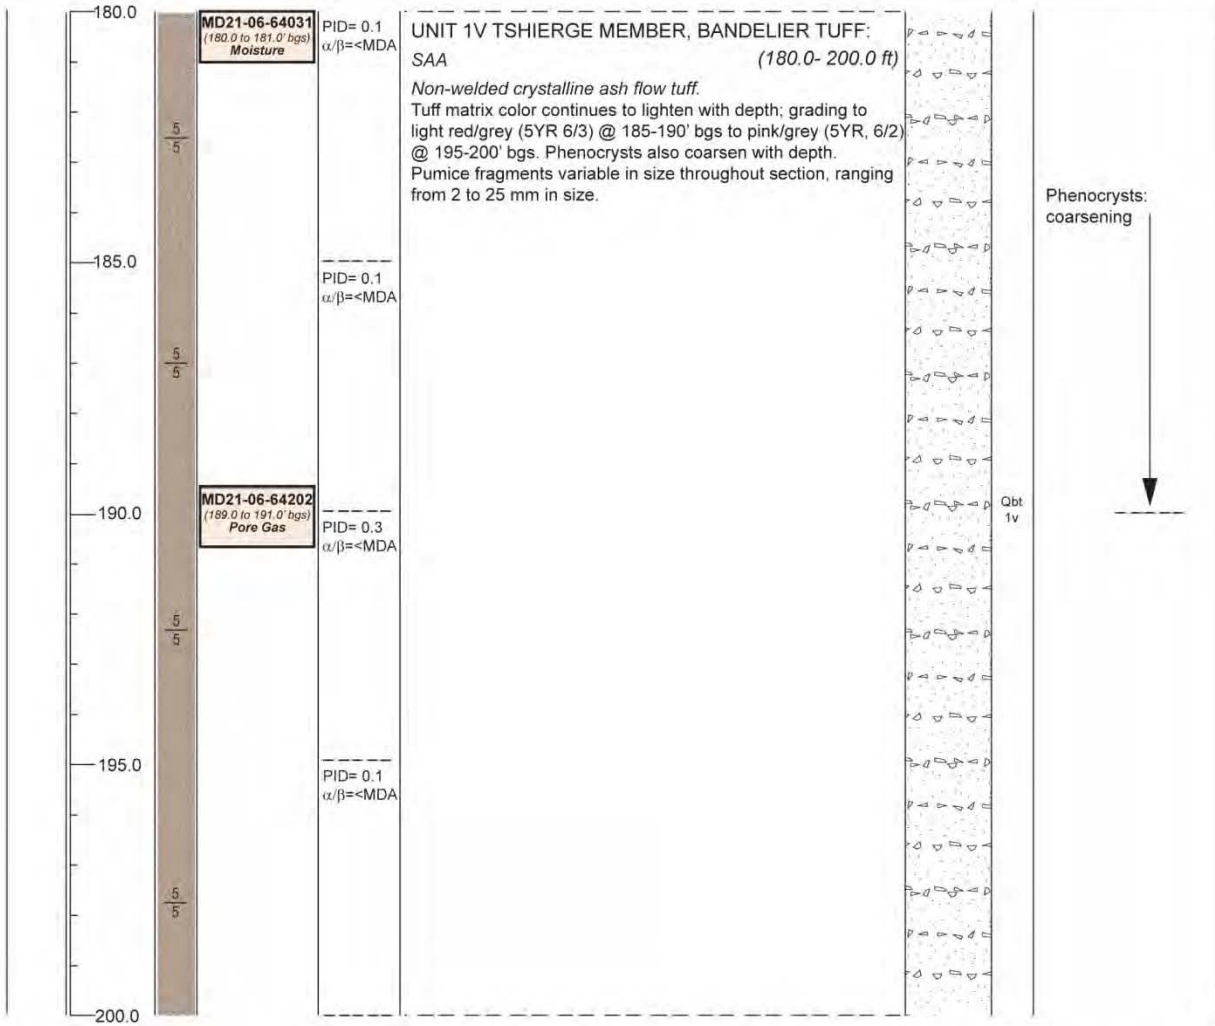 180.0
MD21-06-64031
(180.0 to 181.0' bgs)
Moisture
PID= 0.1
α/β=<MDA
UNIT 1V TSHIERGE MEMBER, BANDELIER TUFF:
SAA (180.0- 200.0 ft)
Non-welded crystalline ash flow tuff.
Tuff matrix color continues to lighten with depth; grading to
light red/grey (5YR 6/3) @ 185-190' bgs to pink/grey (5YR, 6/2)
@ 195-200' bgs. Phenocrysts also coarsen with depth.
Pumice fragments variable in size throughout section, ranging
from 2 to 25 mm in size.
5
5
Phenocrysts:
coarsening
185.0
PID= 0.1
α/β=<MDA
5
5
MD21-06-64202
(189.0 to 191.0' bgs)
Pore Gas
190.0
PID= 0.3
α/β=<MDA
Qbt
1v
5
5
195.0
PID= 0.1
α/β=<MDA
5
5
200.0